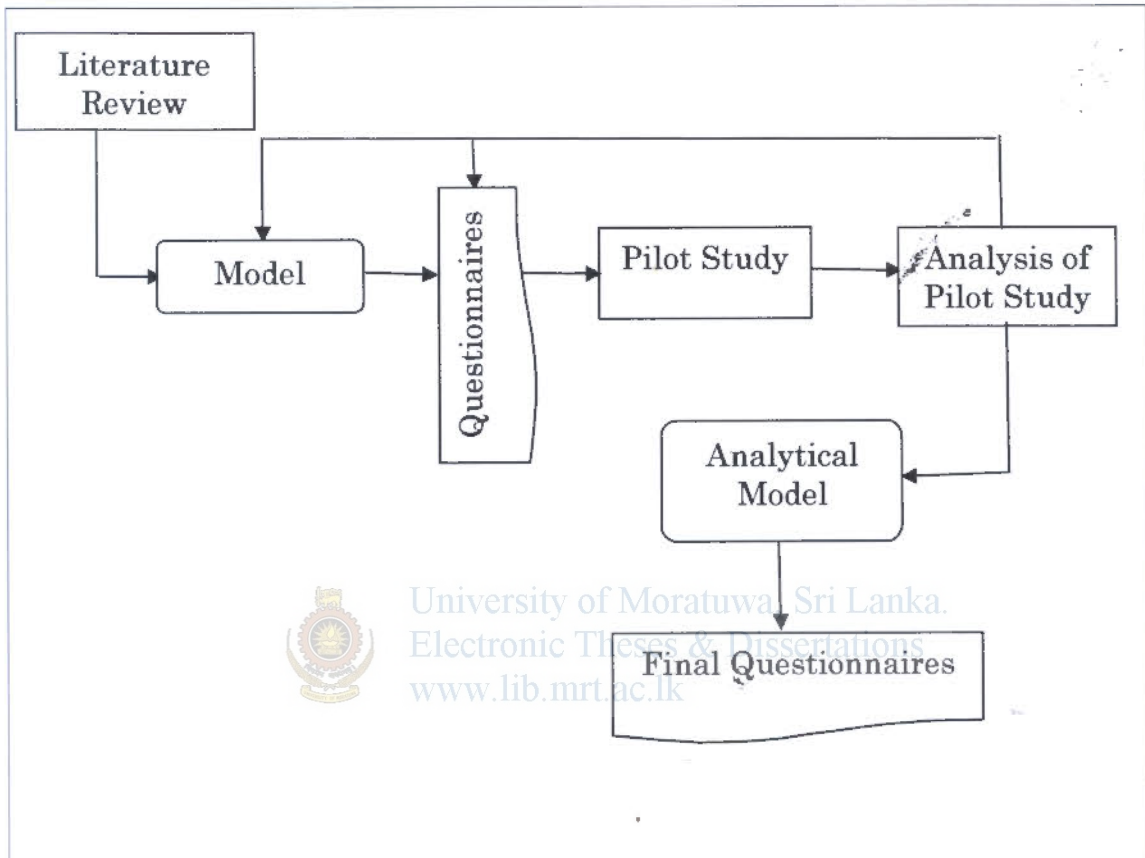 Literature
Review
Model
Questionnaires
Pilot Study
Analysis of
Pilot Study
Analytical
Model
University of Moratuwa, Sri Lanka.
Electronic Theses & Dissertations
www.lib.mrt.ac.lk
Final Questionnaires